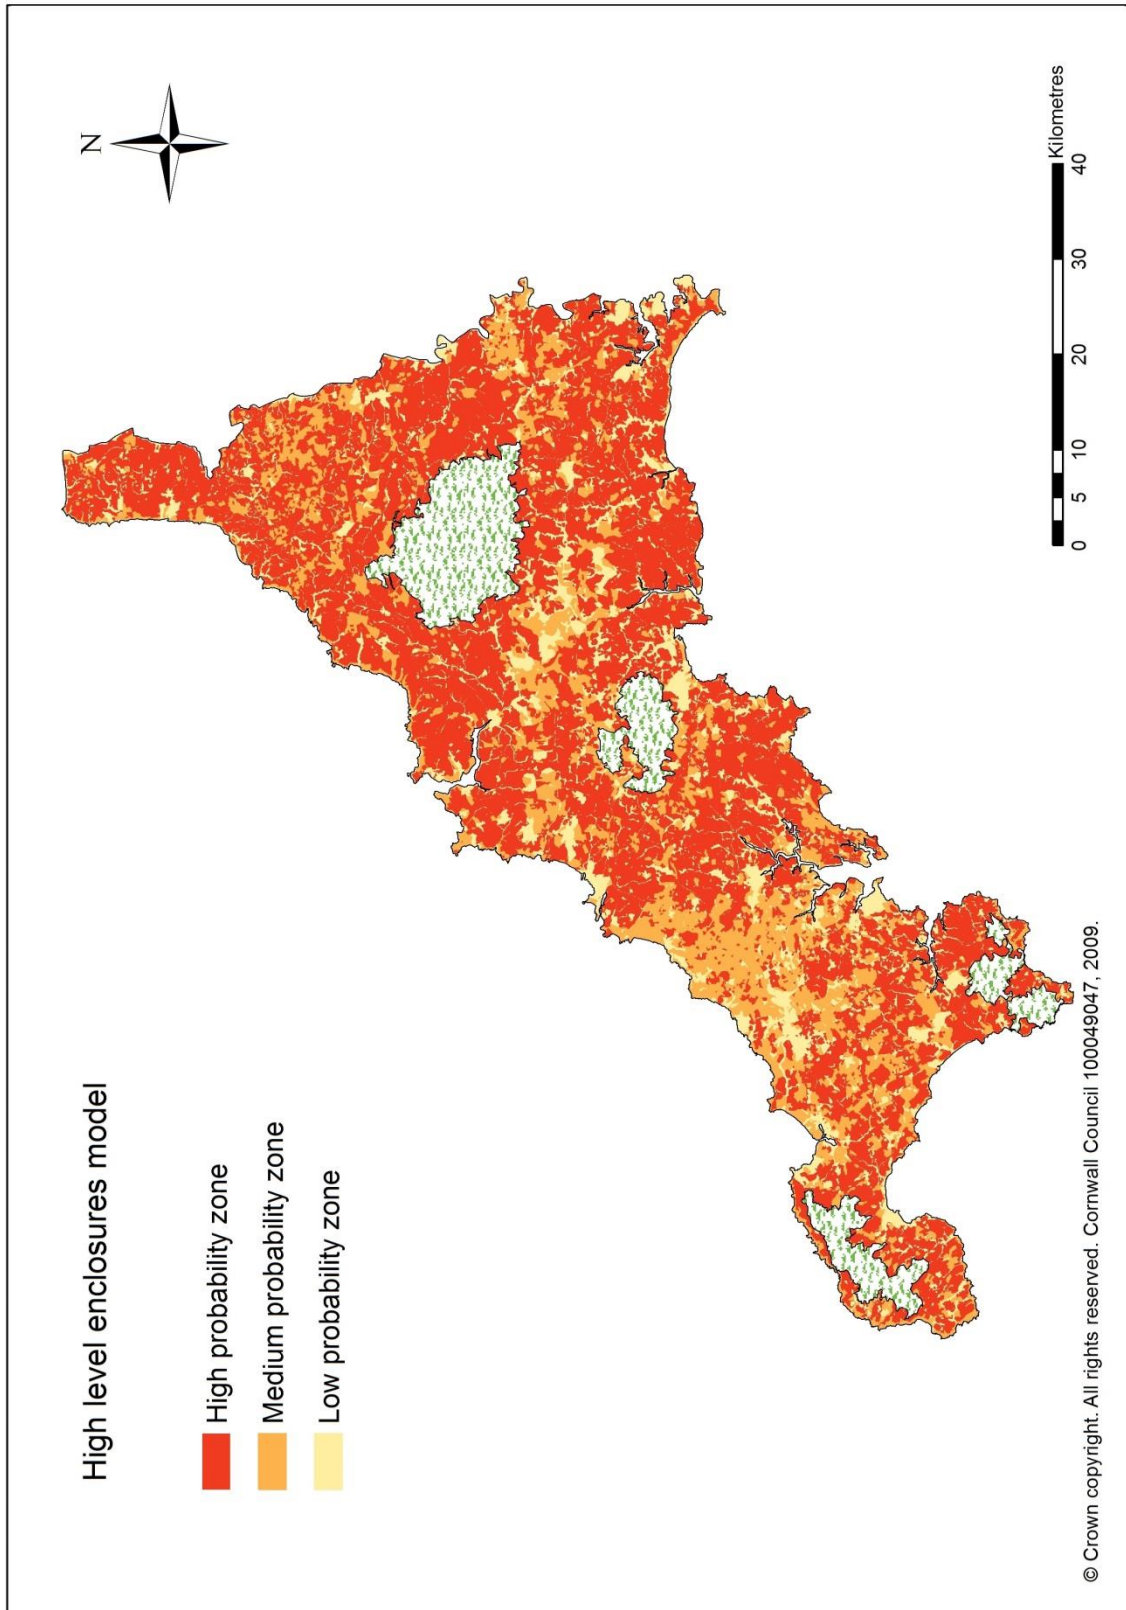 High level enclosures model
High probability zone
Medium probability zone
Low probability zone
N
0 5 10 20 30 40
Kilometres
© Crown copyright. All rights reserved. Cornwall Council 100049047, 2009.